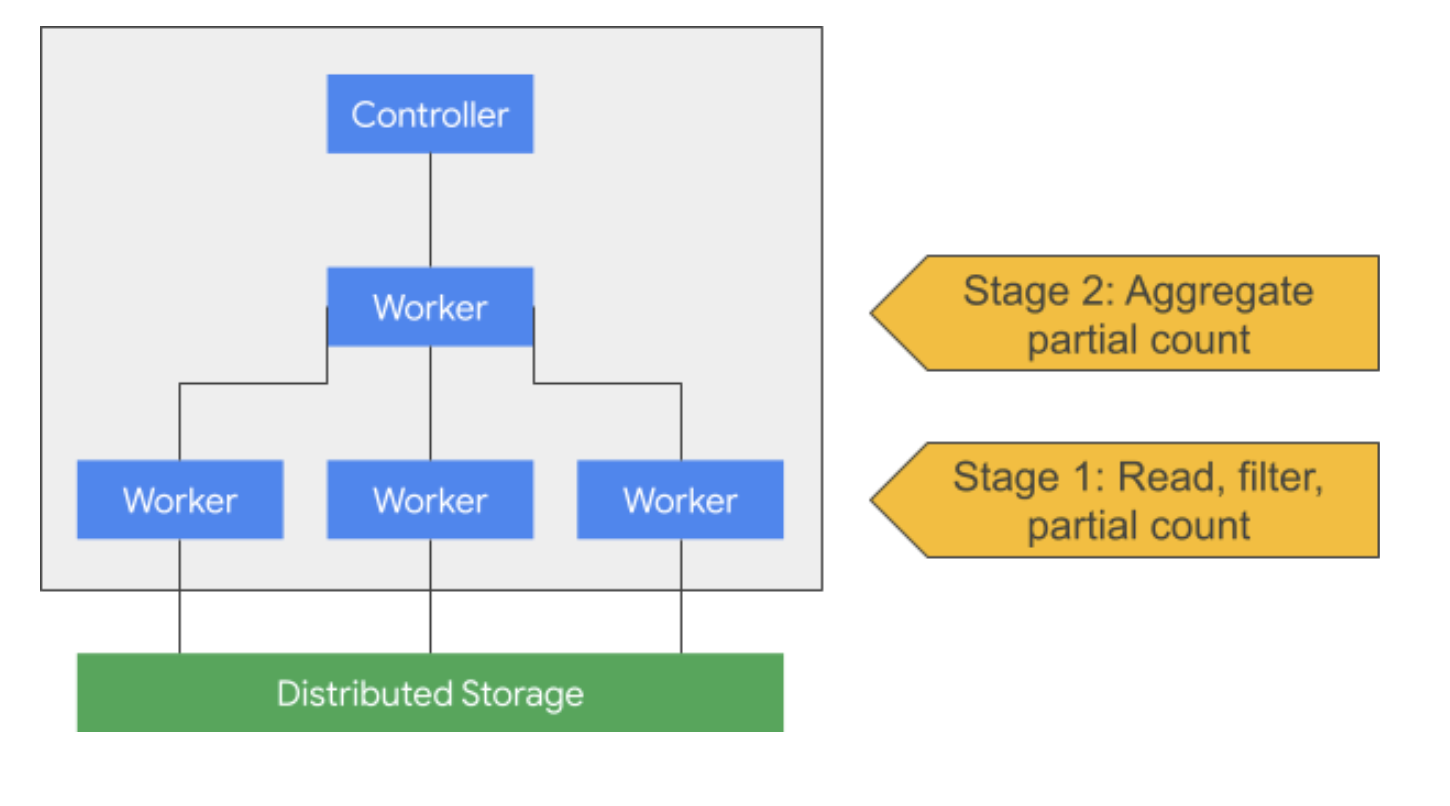 Controller
Worker
Stage 2: Aggregate
partial count
Worker
Worker
Worker
Stage 1: Read, filter,
partial count
Distributed Storage